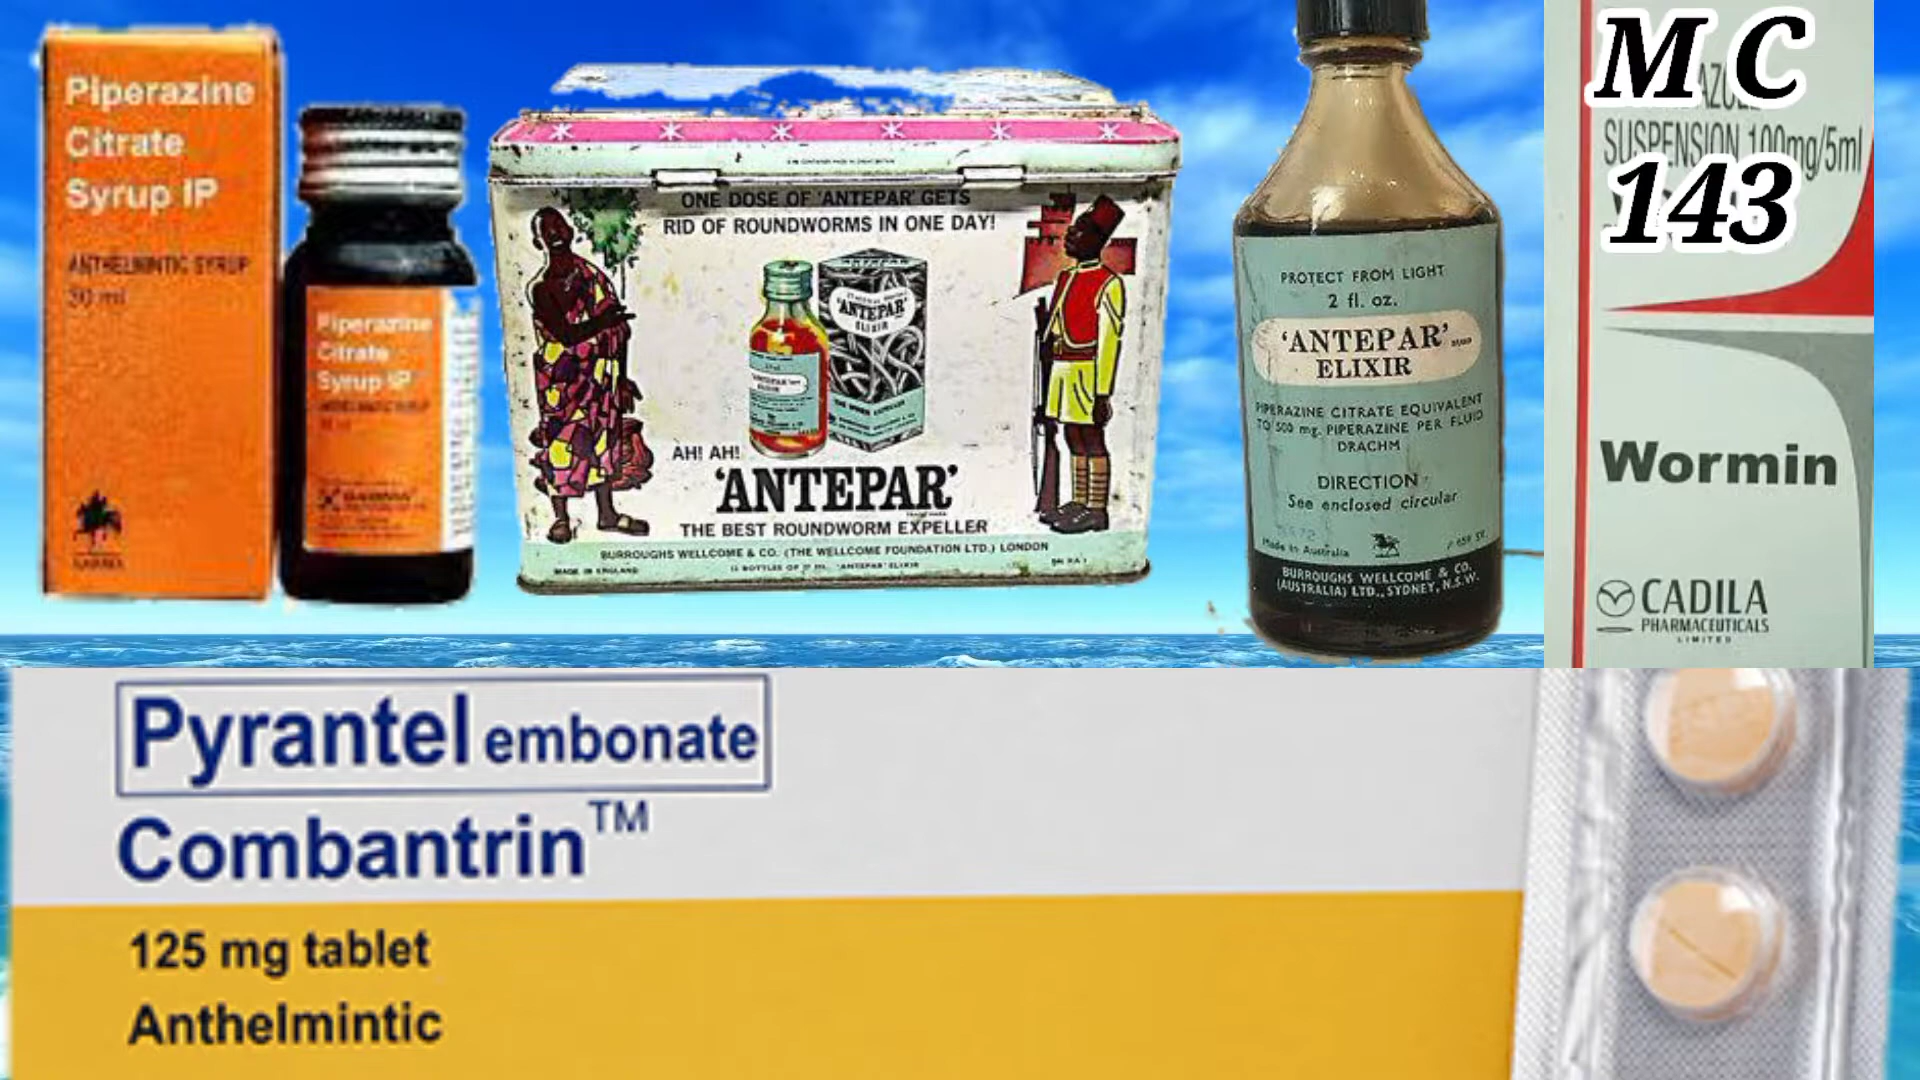 Piperazine
Citrate
Syrup IP
ANTHELMINTIC SYRUP
30 ml
Piperazine
Citrate
Syrup IP
ONE DOSE OF 'ANTEPAR' GETS
RID OF ROUNDWORMS IN ONE DAY!
'ANTEPAR'
ELIXIR
AH! AH!
'ANTEPAR'
THE BEST ROUNDWORM EXPELLER
BURROUGHS WELLCOME & CO. (THE WELLCOME FOUNDATION LTD.) LONDON
MADE IN ENGLAND
PROTECT FROM LIGHT
2 fl. oz.
'ANTEPAR'
ELIXIR
PIPERAZINE CITRATE EQUIVALENT
TO 500 mg. PIPERAZINE PER FLUID
DRACHM
DIRECTION
See enclosed circular
Made in Australia
BURROUGHS WELLCOME & CO.
(AUSTRALIA) LTD., SYDNEY, N.S.W.
M C
143
SUSPENSION 100mg/5ml
Wormin
CADILA
PHARMACEUTICALS
LIMITED
Pyrantel embonate
Combantrin™
125 mg tablet
Anthelmintic